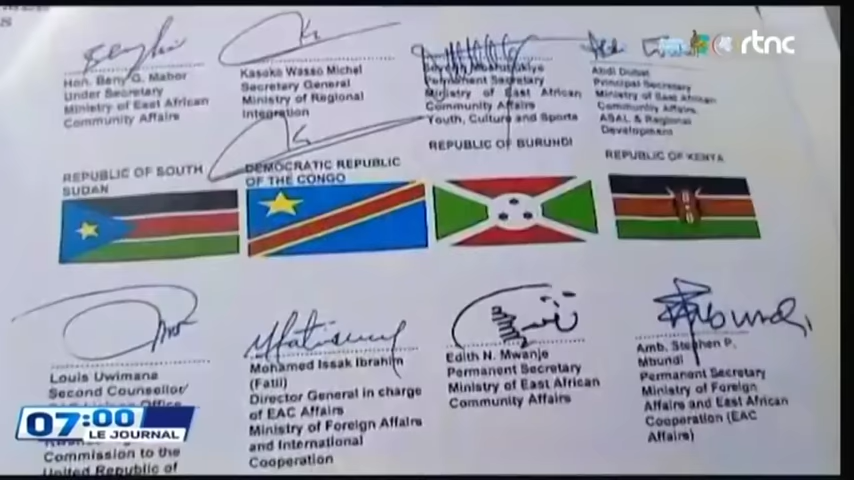 rtnc
Hon. Beny G. Mabor
Under Secretary
Ministry of East African
Community Affairs
REPUBLIC OF SOUTH
SUDAN
Kasoko Wasso Michel
Secretary General
Ministry of Regional
Integration
DEMOCRATIC REPUBLIC
OF THE CONGO
Permanent Secretary
Ministry of East African
Community Affairs
Youth, Culture and Sports
REPUBLIC OF BURUNDI
Abdi Dubat
Principal Secretary
Ministry of East African
Community Affairs,
ASAL & Regional
Development
REPUBLIC OF KENYA
Louis Uwimana
Second Counsellor/
Commission to the
United Republic of
Mohamed Issak Ibrahim
(Fatil)
Director General in charge
of EAC Affairs
Ministry of Foreign Affairs
and International
Cooperation
Edith N. Mwanje
Permanent Secretary
Ministry of East African
Community Affairs
Mbundi
Amb. Stephen P.
Mbundi
Permanent Secretary
Ministry of Foreign
Affairs and East African
Cooperation (EAC
Affairs)
07:00
LE JOURNAL